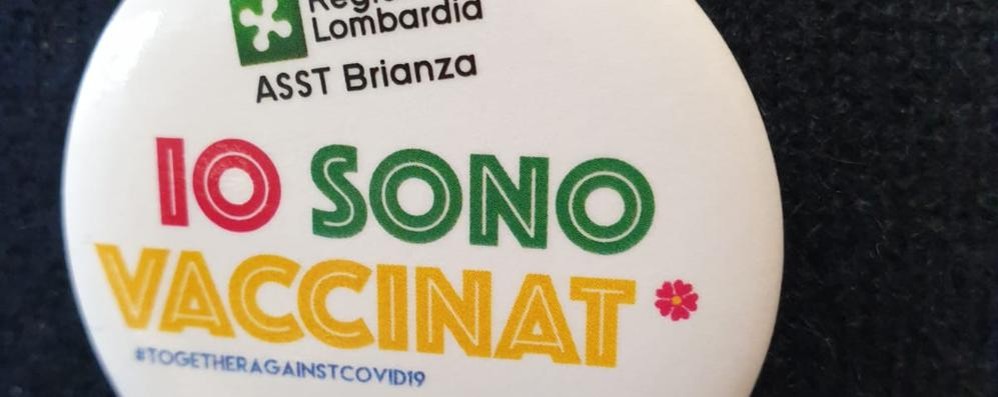 Lombardia
ASST Brianza
IO SONO
VACCINAT*
#TOGETHERAGAINSTCOVID19